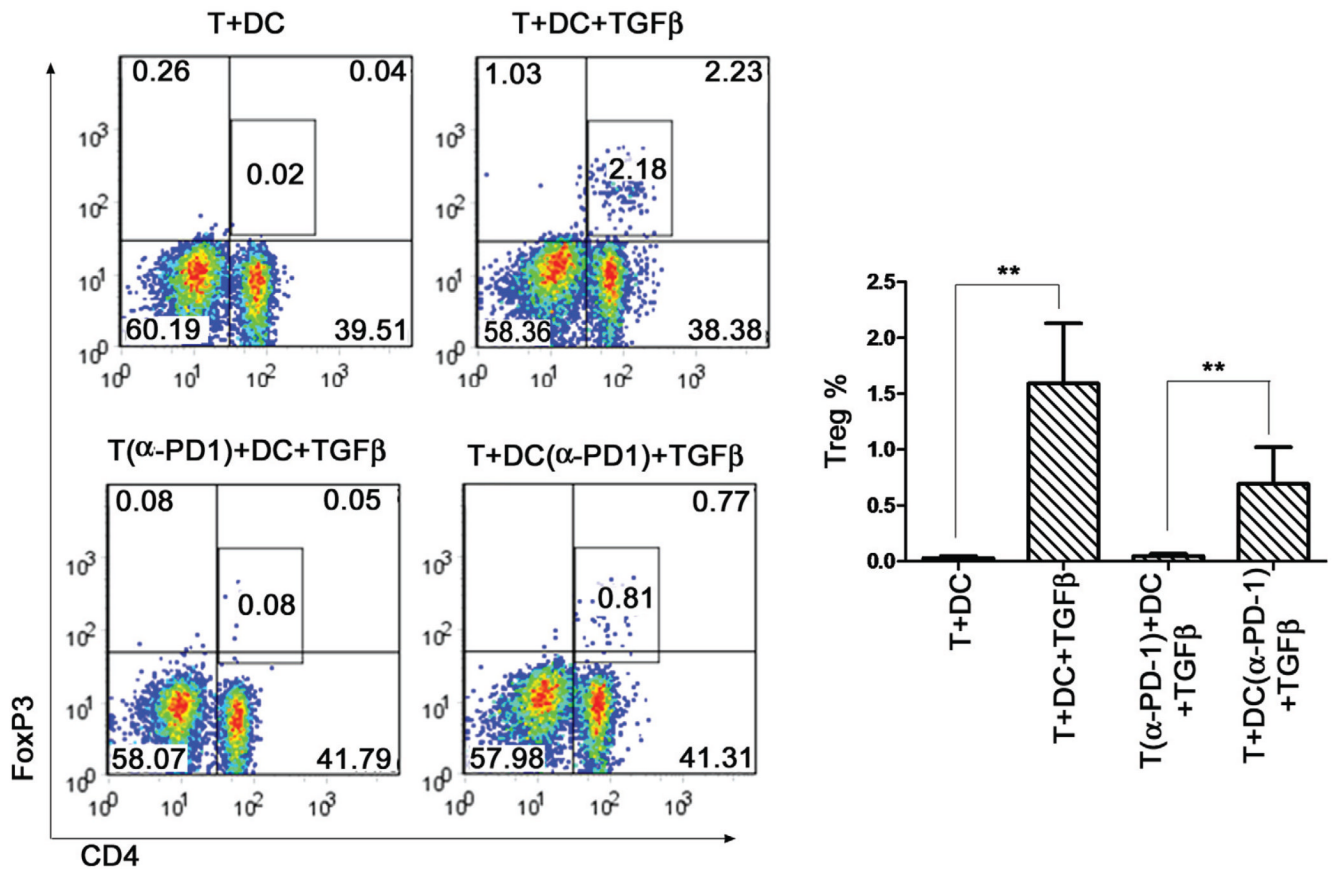 T+DC
T+DC+TGFβ
0.26
0.04
1.03
2.23
10³
10³
0.02
2.18
10²
10²
10¹
10¹
60.19
39.51
58.36
38.38
10⁰
10⁰
10⁰ 10¹ 10² 10³
10⁰ 10¹ 10² 10³
T(α-PD1)+DC+TGFβ
T+DC(α-PD1)+TGFβ
0.08
0.05
0.77
10³
10³
0.08
0.81
10²
10²
10¹
10¹
58.07
41.79
57.98
41.31
10⁰
10⁰
10⁰ 10¹ 10² 10³
10⁰ 10¹ 10² 10³
FoxP3
CD4
Treg %
2.5
2.0
1.5
1.0
0.5
0.0
**
**
T+DC
T+DC+TGFβ
T(α-PD-1)+DC
+TGFβ
T+DC(α-PD-1)
+TGFβ